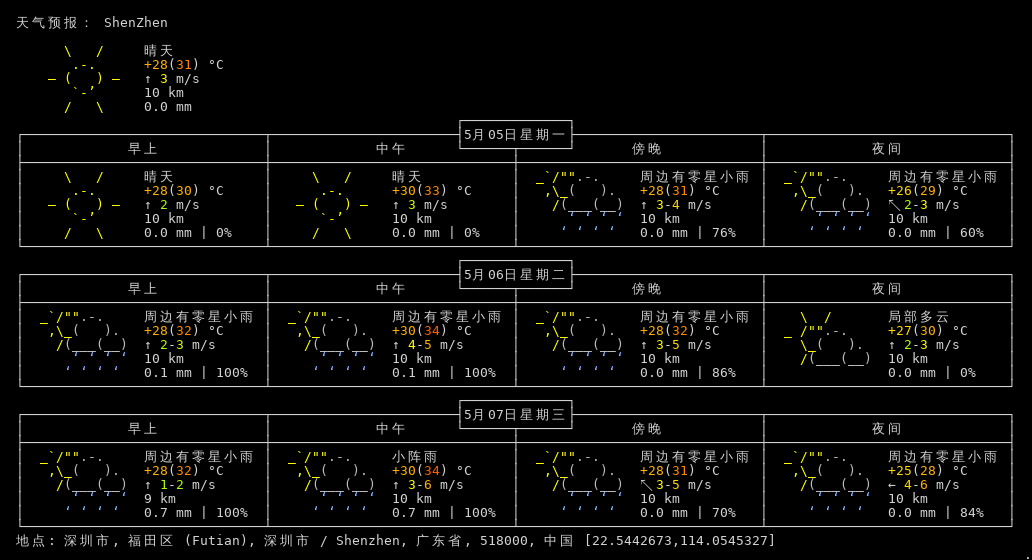 天气预报： ShenZhen
晴天
+28(31) °C
↑ 3 m/s
10 km
0.0 mm
5月05日星期一
早上 中午 傍晚 夜间
晴天 晴天 周边有零星小雨 周边有零星小雨
+28(30) °C +30(33) °C +28(31) °C +26(29) °C
↑ 2 m/s ↑ 3 m/s ↑ 3-4 m/s ↖ 2-3 m/s
10 km 10 km 10 km 10 km
0.0 mm | 0% 0.0 mm | 0% 0.0 mm | 76% 0.0 mm | 60%
5月06日星期二
早上 中午 傍晚 夜间
周边有零星小雨 周边有零星小雨 周边有零星小雨 局部多云
+28(32) °C +30(34) °C +28(32) °C +27(30) °C
↑ 2-3 m/s ↑ 4-5 m/s ↑ 3-5 m/s ↑ 2-3 m/s
10 km 10 km 10 km 10 km
0.1 mm | 100% 0.1 mm | 100% 0.0 mm | 86% 0.0 mm | 0%
5月07日星期三
早上 中午 傍晚 夜间
周边有零星小雨 小阵雨 周边有零星小雨 周边有零星小雨
+28(32) °C +30(34) °C +28(31) °C +25(28) °C
↑ 1-2 m/s ↑ 3-6 m/s ↖ 3-5 m/s ← 4-6 m/s
9 km 10 km 10 km 10 km
0.7 mm | 100% 0.7 mm | 100% 0.0 mm | 70% 0.0 mm | 84%
地点: 深圳市, 福田区 (Futian), 深圳市 / Shenzhen, 广东省, 518000, 中国 [22.5442673,114.0545327]